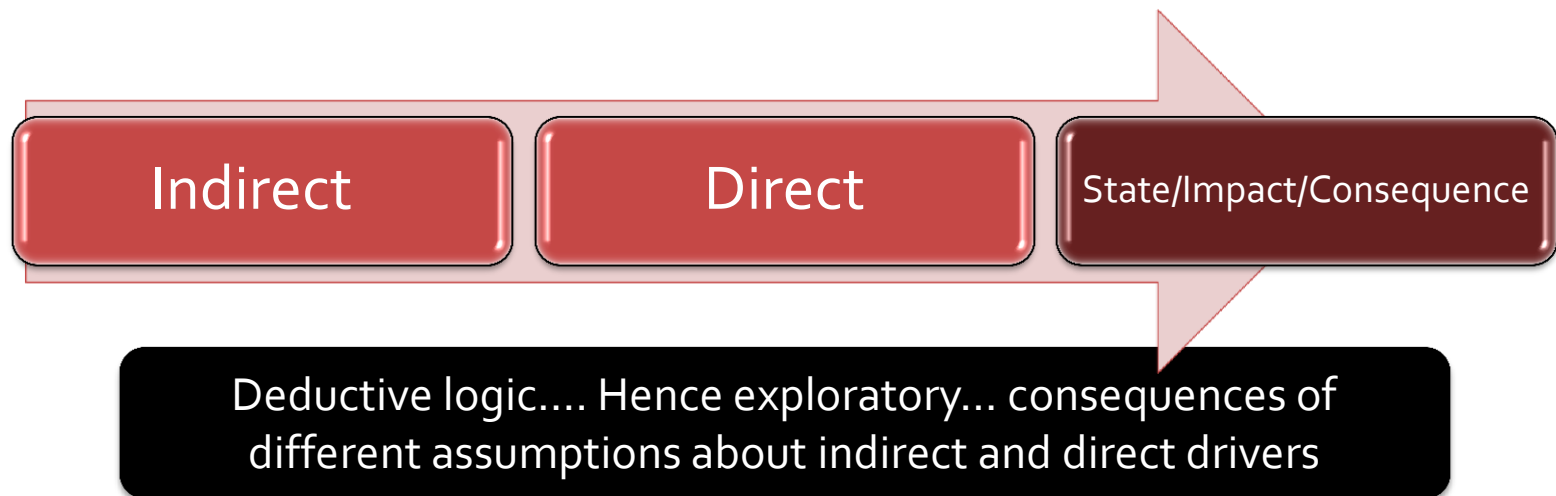 Indirect
Direct
State/Impact/Consequence
Deductive logic…. Hence exploratory… consequences of
different assumptions about indirect and direct drivers